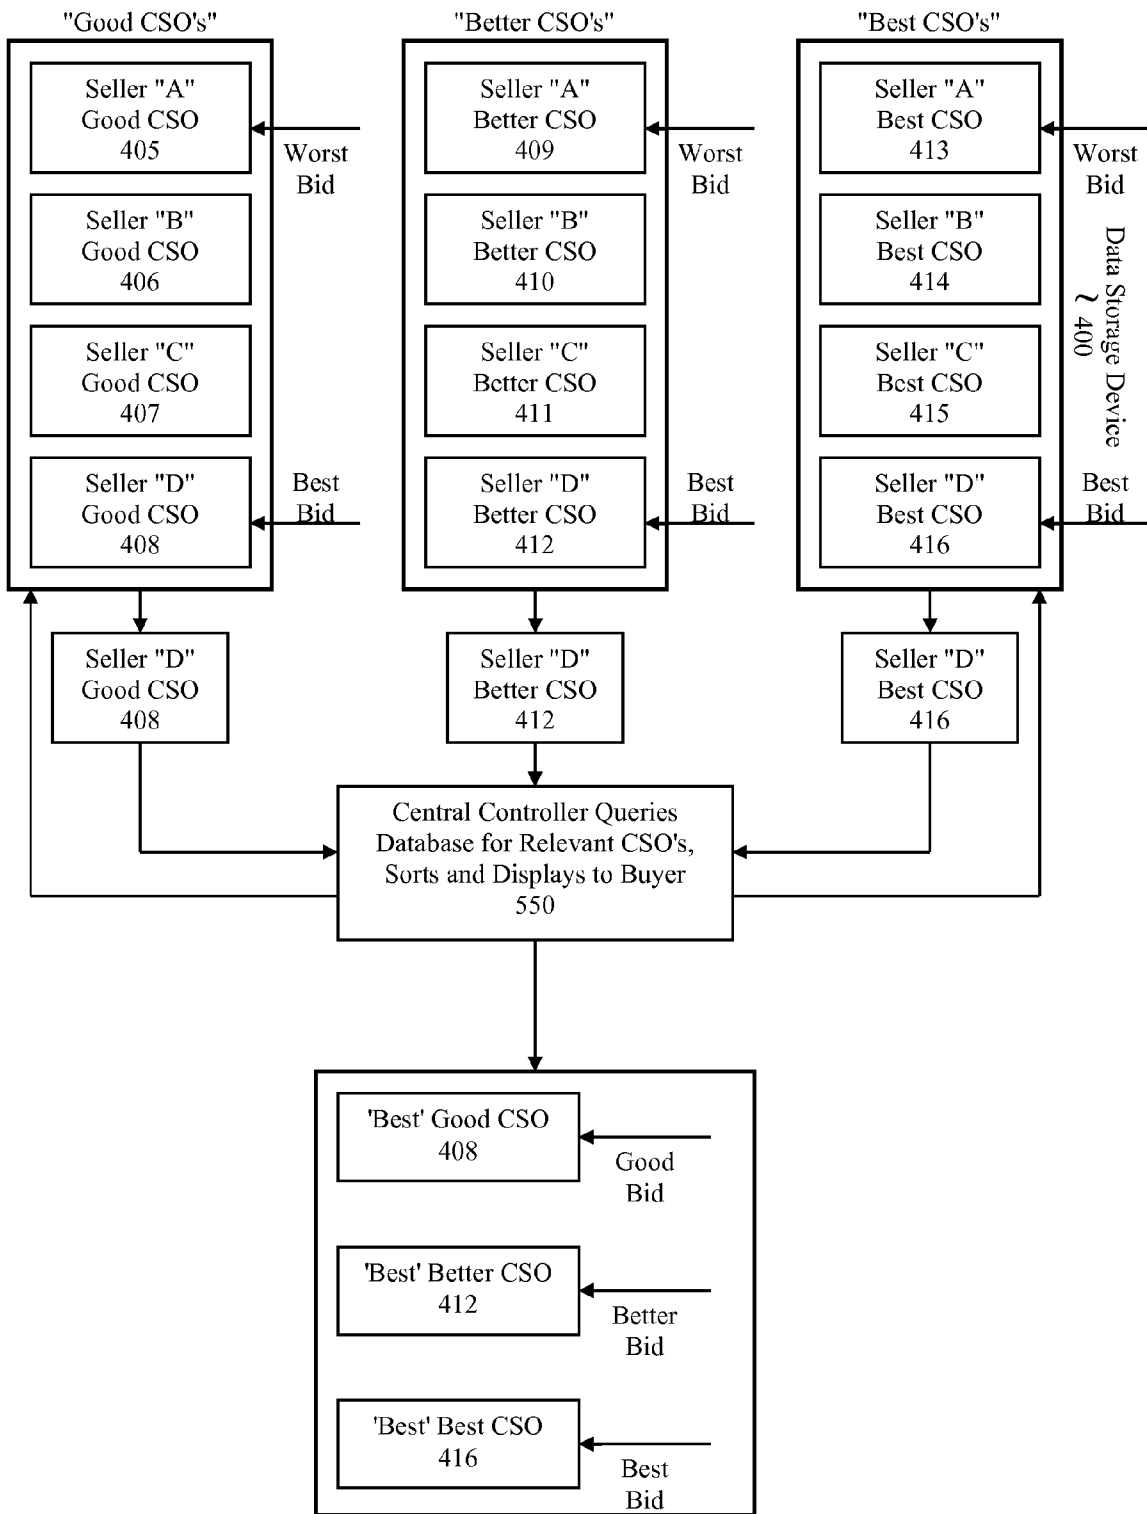 "Good CSO's"
"Better CSO's"
"Best CSO's"
Seller "A"
Good CSO
405
Worst
Bid
Seller "B"
Good CSO
406
Seller "C"
Good CSO
407
Seller "D"
Good CSO
408
Best
Bid
Seller "A"
Better CSO
409
Worst
Bid
Seller "B"
Better CSO
410
Seller "C"
Better CSO
411
Seller "D"
Better CSO
412
Best
Bid
Seller "A"
Best CSO
413
Worst
Bid
Seller "B"
Best CSO
414
Seller "C"
Best CSO
415
Seller "D"
Best CSO
416
Best
Bid
Data Storage Device
~ 400
Seller "D"
Good CSO
408
Seller "D"
Better CSO
412
Seller "D"
Best CSO
416
Central Controller Queries
Database for Relevant CSO's,
Sorts and Displays to Buyer
550
'Best' Good CSO
408
Good
Bid
'Best' Better CSO
412
Better
Bid
'Best' Best CSO
416
Best
Bid